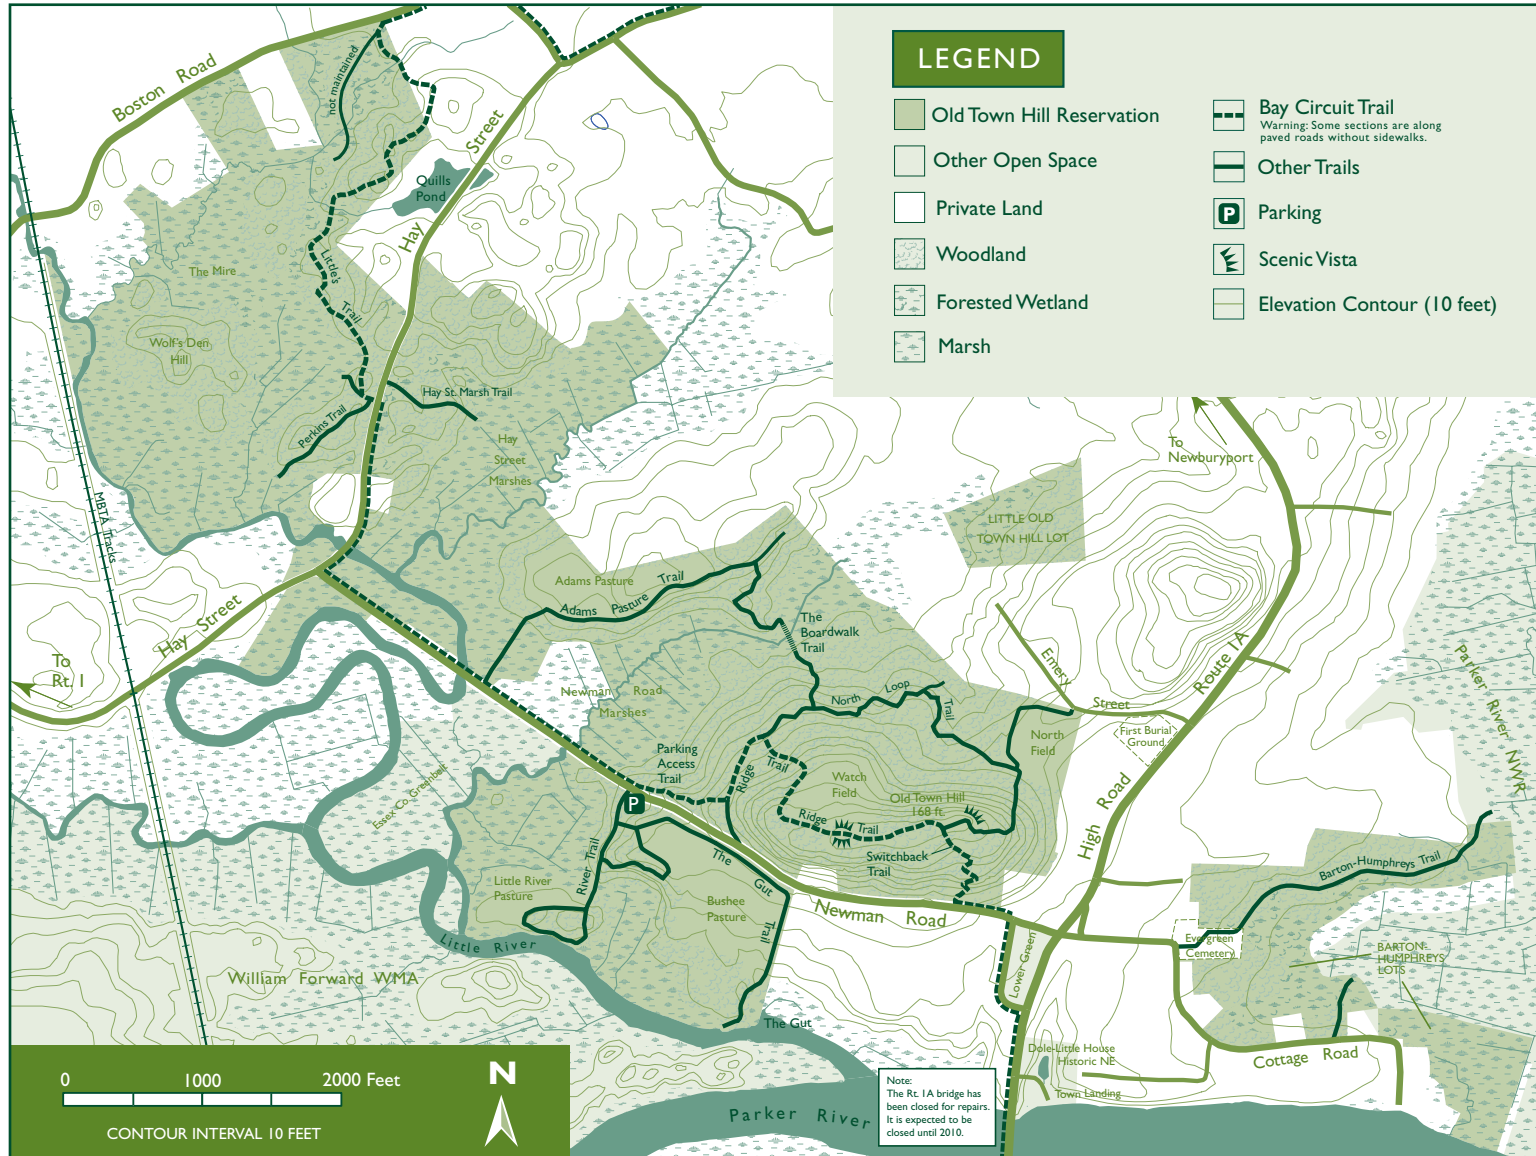 LEGEND
Old Town Hill Reservation
Other Open Space
Private Land
Woodland
Forested Wetland
Marsh
Bay Circuit Trail
Warning: Some sections are along
paved roads without sidewalks.
Other Trails
P
Parking
Scenic Vista
Elevation Contour (10 feet)
Boston Road
not maintained
Hay Street
Quills
Pond
The Mire
Little's
Trail
Wolf's Den
Hill
Perkins Trail
Hay St. Marsh Trail
Hay
Street
Marshes
MBTA Tracks
Hay Street
To
Rt. 1
To
Newburyport
LITTLE OLD
TOWN HILL LOT
Adams Pasture
Adams Pasture Trail
The
Boardwalk
Trail
Newman Road
Marshes
North Loop
Trail
Emery
Street
First Burial
Ground
Route 1A
High Road
Parker River NWR
North
Field
Parking
Access
Trail
Ridge
Trail
Watch
Field
Old Town Hill
168 ft.
Ridge
Trail
Switchback
Trail
P
Essex Co. Greenbelt
River Trail
Little River
Pasture
The
Gut
Trail
Bushee
Pasture
Newman Road
Barton-Humphreys Trail
Evergreen
Cemetery
BARTON-
HUMPHREYS
LOTS
Little River
William Forward WMA
Lower Green
The Gut
Dole-Little House
Historic NE
Cottage Road
Town Landing
Parker River
Note:
The Rt. 1A bridge has
been closed for repairs.
It is expected to be
closed until 2010.
0 1000 2000 Feet
CONTOUR INTERVAL 10 FEET
N